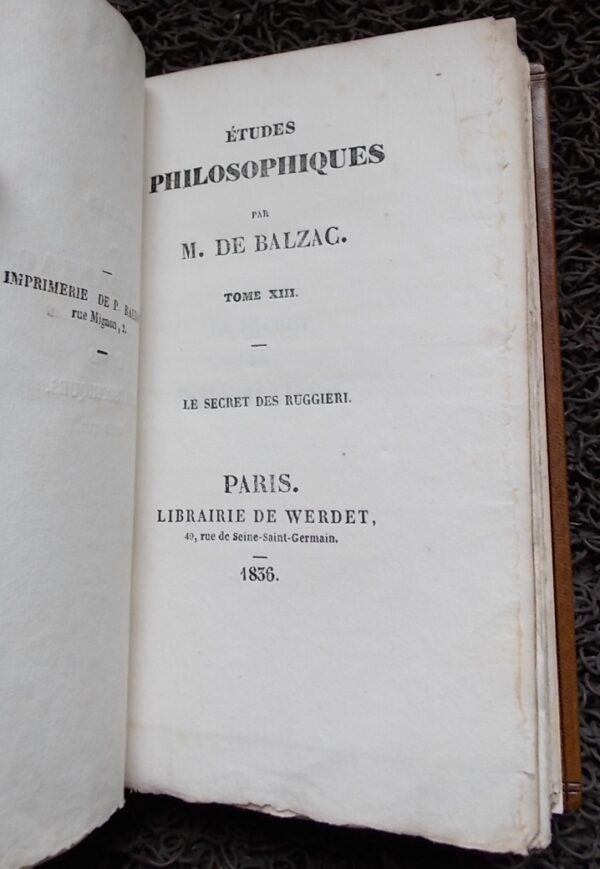 IMPRIMERIE DE P.
rue Mignon, 2.
ÉTUDES
PHILOSOPHIQUES
PAR
M. DE BALZAC.
TOME XIII.
LE SECRET DES RUGGIERI.
PARIS.
LIBRAIRIE DE WERDET,
49, rue de Seine-Saint-Germain.
1836.